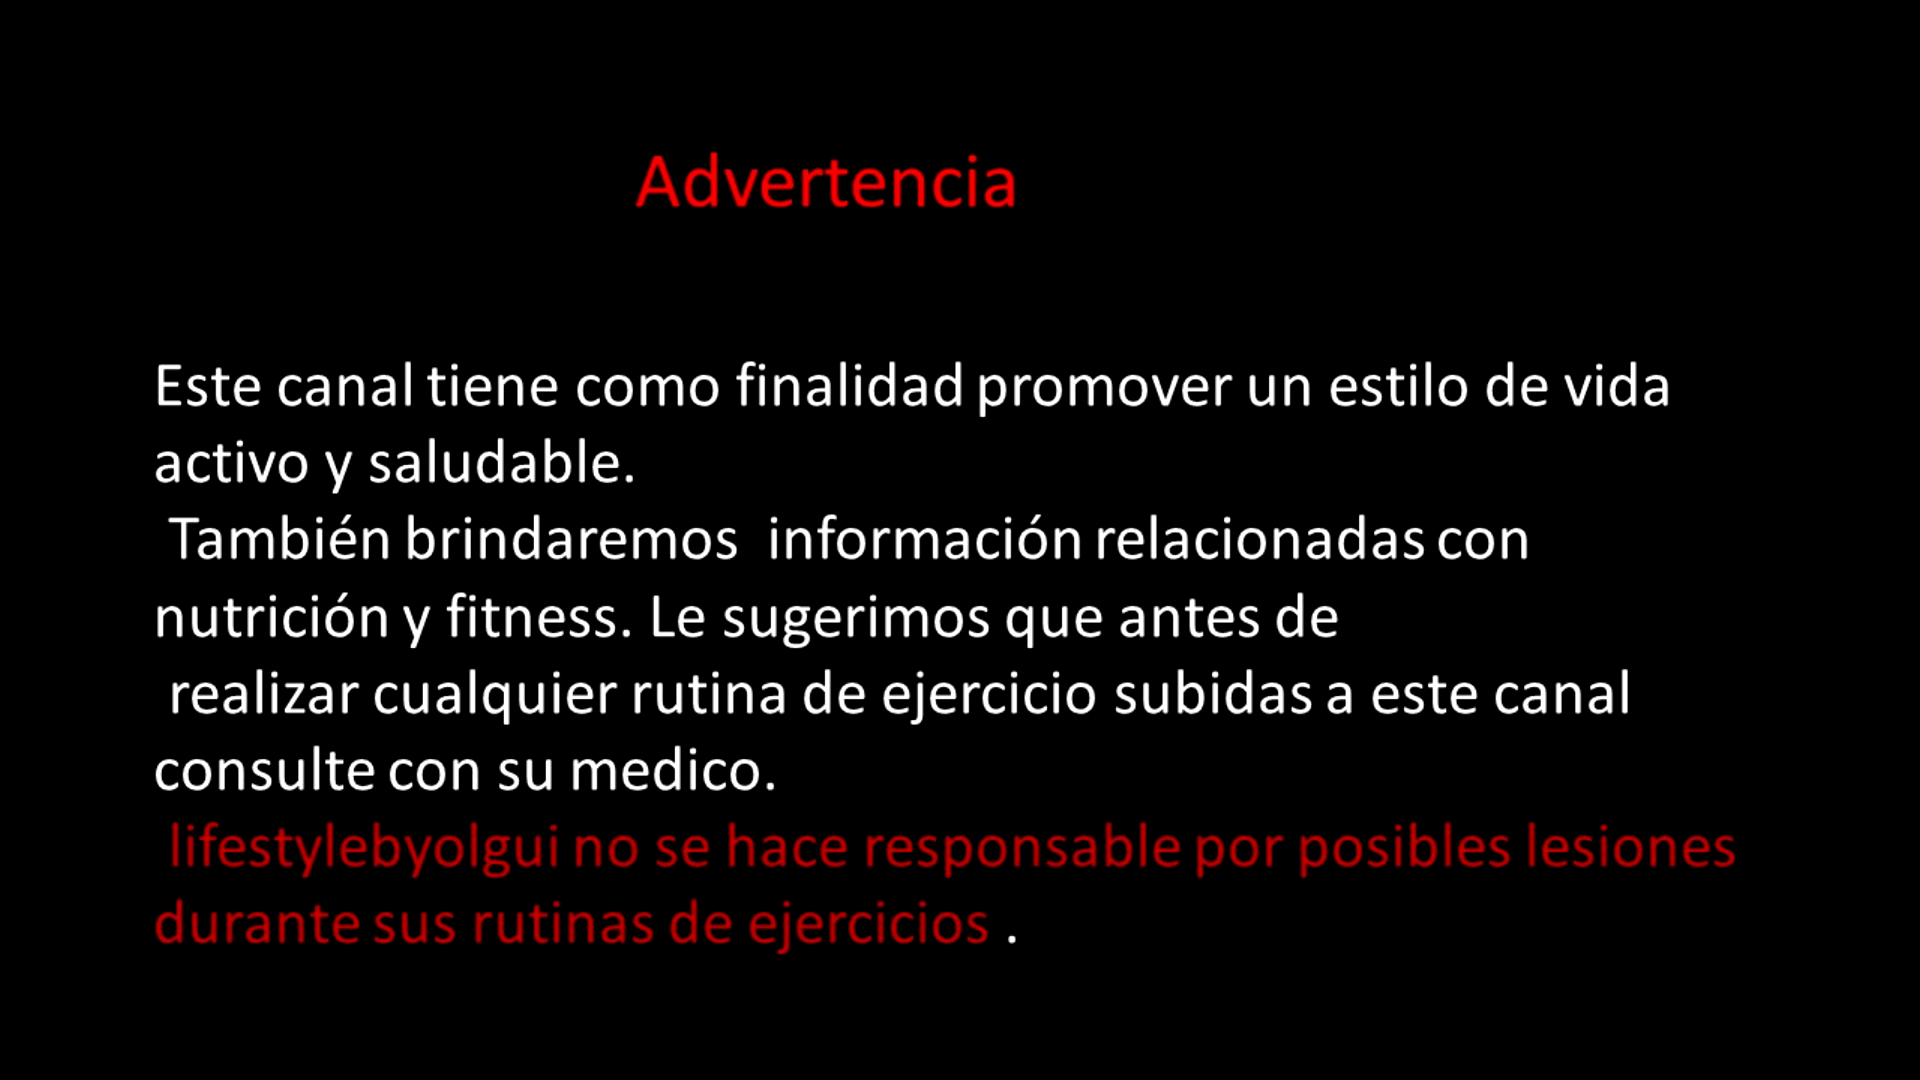 Advertencia
Este canal tiene como finalidad promover un estilo de vida
activo y saludable.
También brindaremos información relacionadas con
nutrición y fitness. Le sugerimos que antes de
realizar cualquier rutina de ejercicio subidas a este canal
consulte con su medico.
lifestylebyolgui no se hace responsable por posibles lesiones
durante sus rutinas de ejercicios .